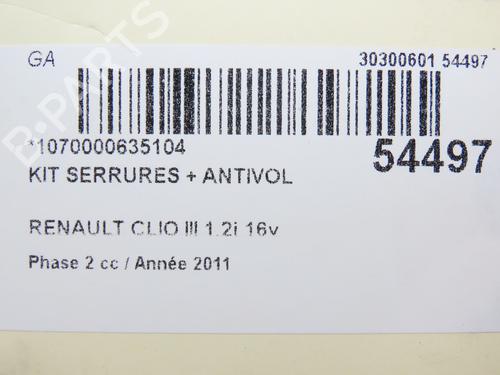 GA
30300601 54497
*1070000635104
54497
KIT SERRURES + ANTIVOL
RENAULT CLIO III 1.2i 16v
Phase 2 cc / Année 2011
B-PARTS